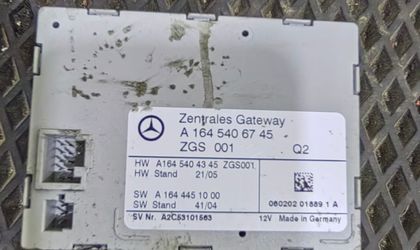 Zentrales Gateway
A 164 540 67 45
ZGS 001 Q2
HW A164 540 43 45 ZGS001
HW Stand 21/05
SW A 164 445 10 00
SW Stand 41/04
SV Nr. A2C53101563
060202 01889 1 A
12V Made in Germany